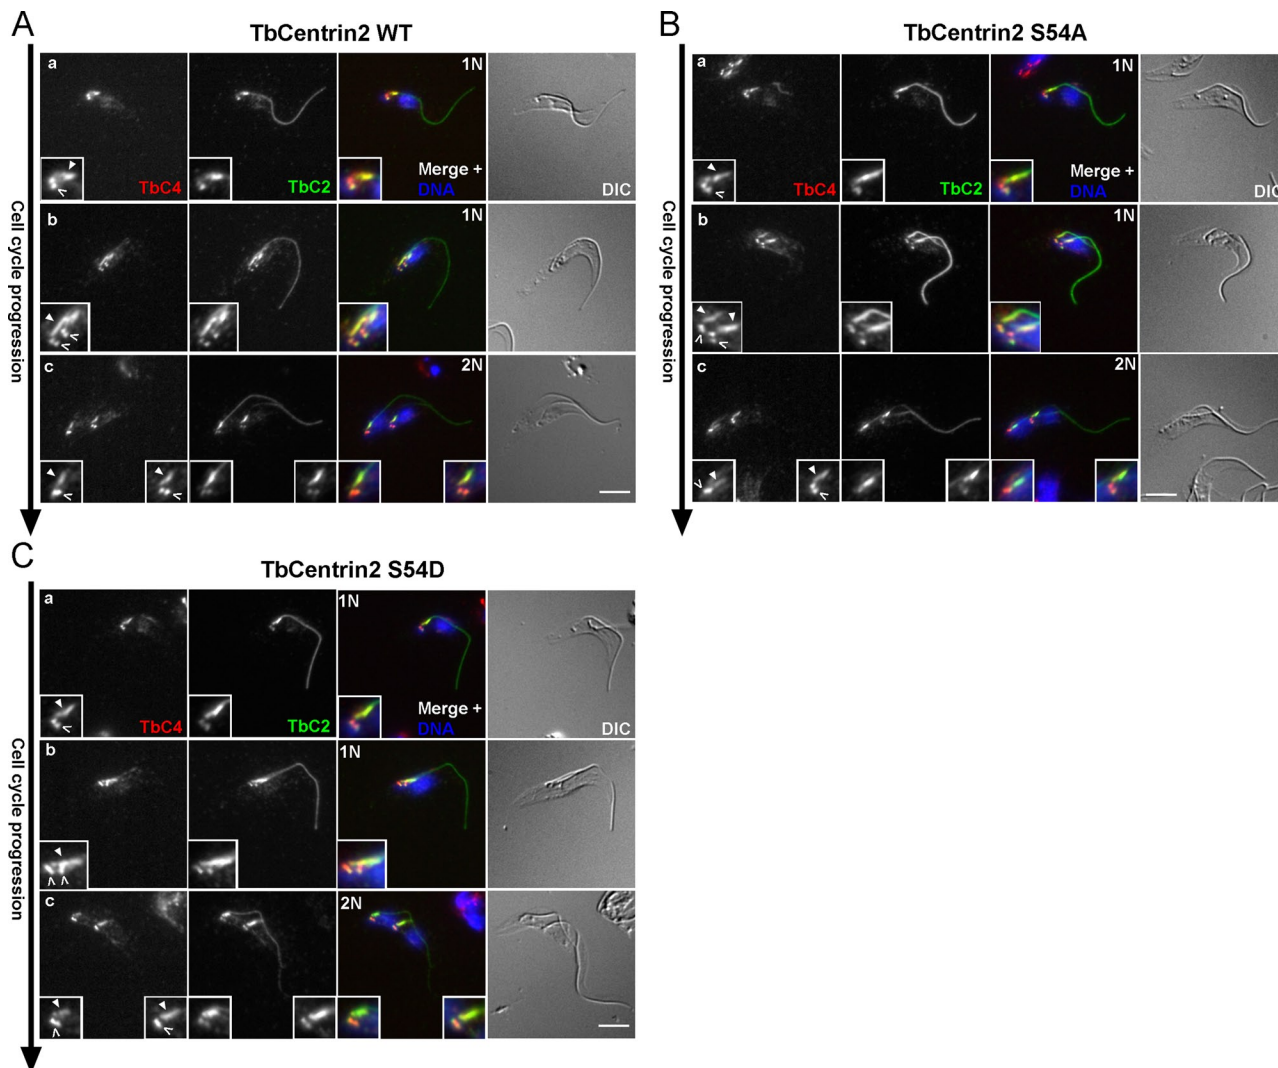 A
TbCentrin2 WT
Cell cycle progression
a
1N
TbC4
TbC2
Merge +
DNA
DIC
b
1N
c
2N
B
TbCentrin2 S54A
Cell cycle progression
a
1N
TbC4
TbC2
Merge +
DNA
DIC
b
1N
c
2N
C
TbCentrin2 S54D
Cell cycle progression
a
1N
TbC4
TbC2
Merge +
DNA
DIC
b
1N
c
2N